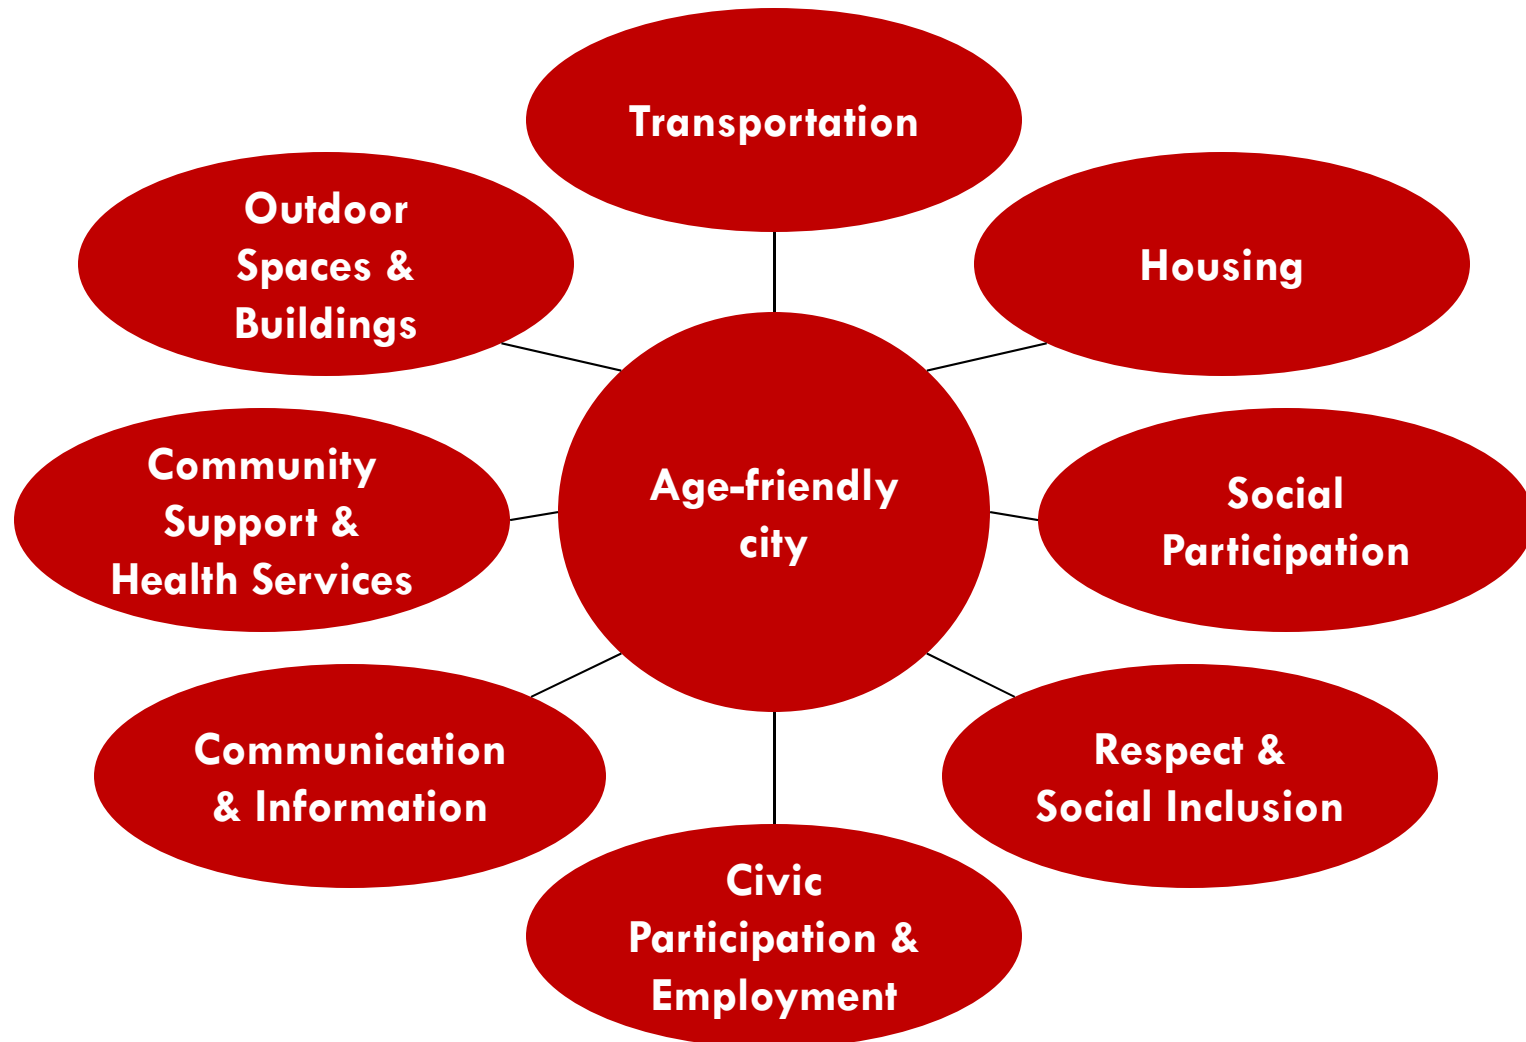 Transportation
Outdoor
Spaces &
Buildings
Housing
Community
Support &
Health Services
Age-friendly
city
Social
Participation
Communication
& Information
Respect &
Social Inclusion
Civic
Participation &
Employment